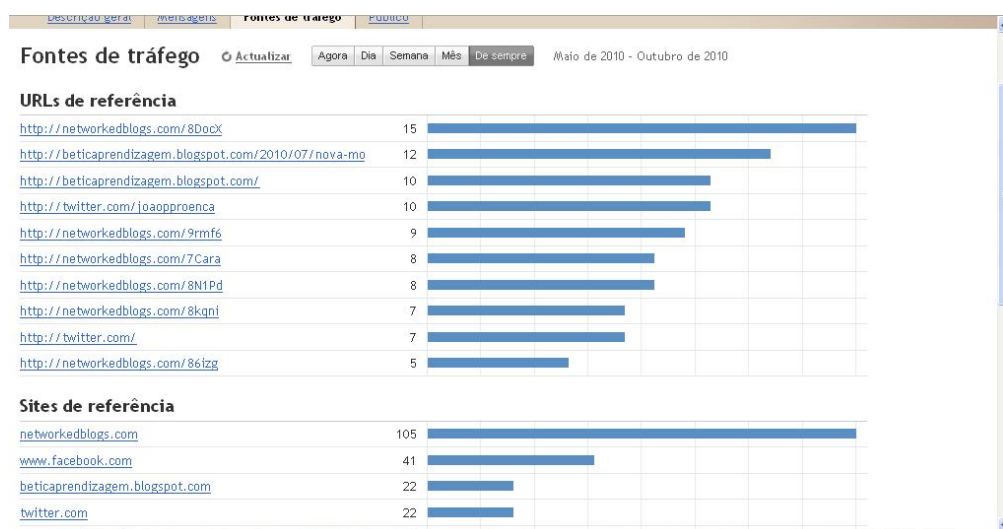 Descrição geral Mensagens Fontes de tráfego Público
Fontes de tráfego Actualizar Agora Dia Semana Mês De sempre Maio de 2010 - Outubro de 2010
URLs de referência
http://networkedblogs.com/8DocX 15
http://beticaprendizagem.blogspot.com/2010/07/nova-mo 12
http://beticaprendizagem.blogspot.com/ 10
http://twitter.com/joaopproenca 10
http://networkedblogs.com/9rmf6 9
http://networkedblogs.com/7Cara 8
http://networkedblogs.com/8N1Pd 8
http://networkedblogs.com/8kqni 7
http://twitter.com/ 7
http://networkedblogs.com/86izg 5
Sites de referência
networkedblogs.com 105
www.facebook.com 41
beticaprendizagem.blogspot.com 22
twitter.com 22